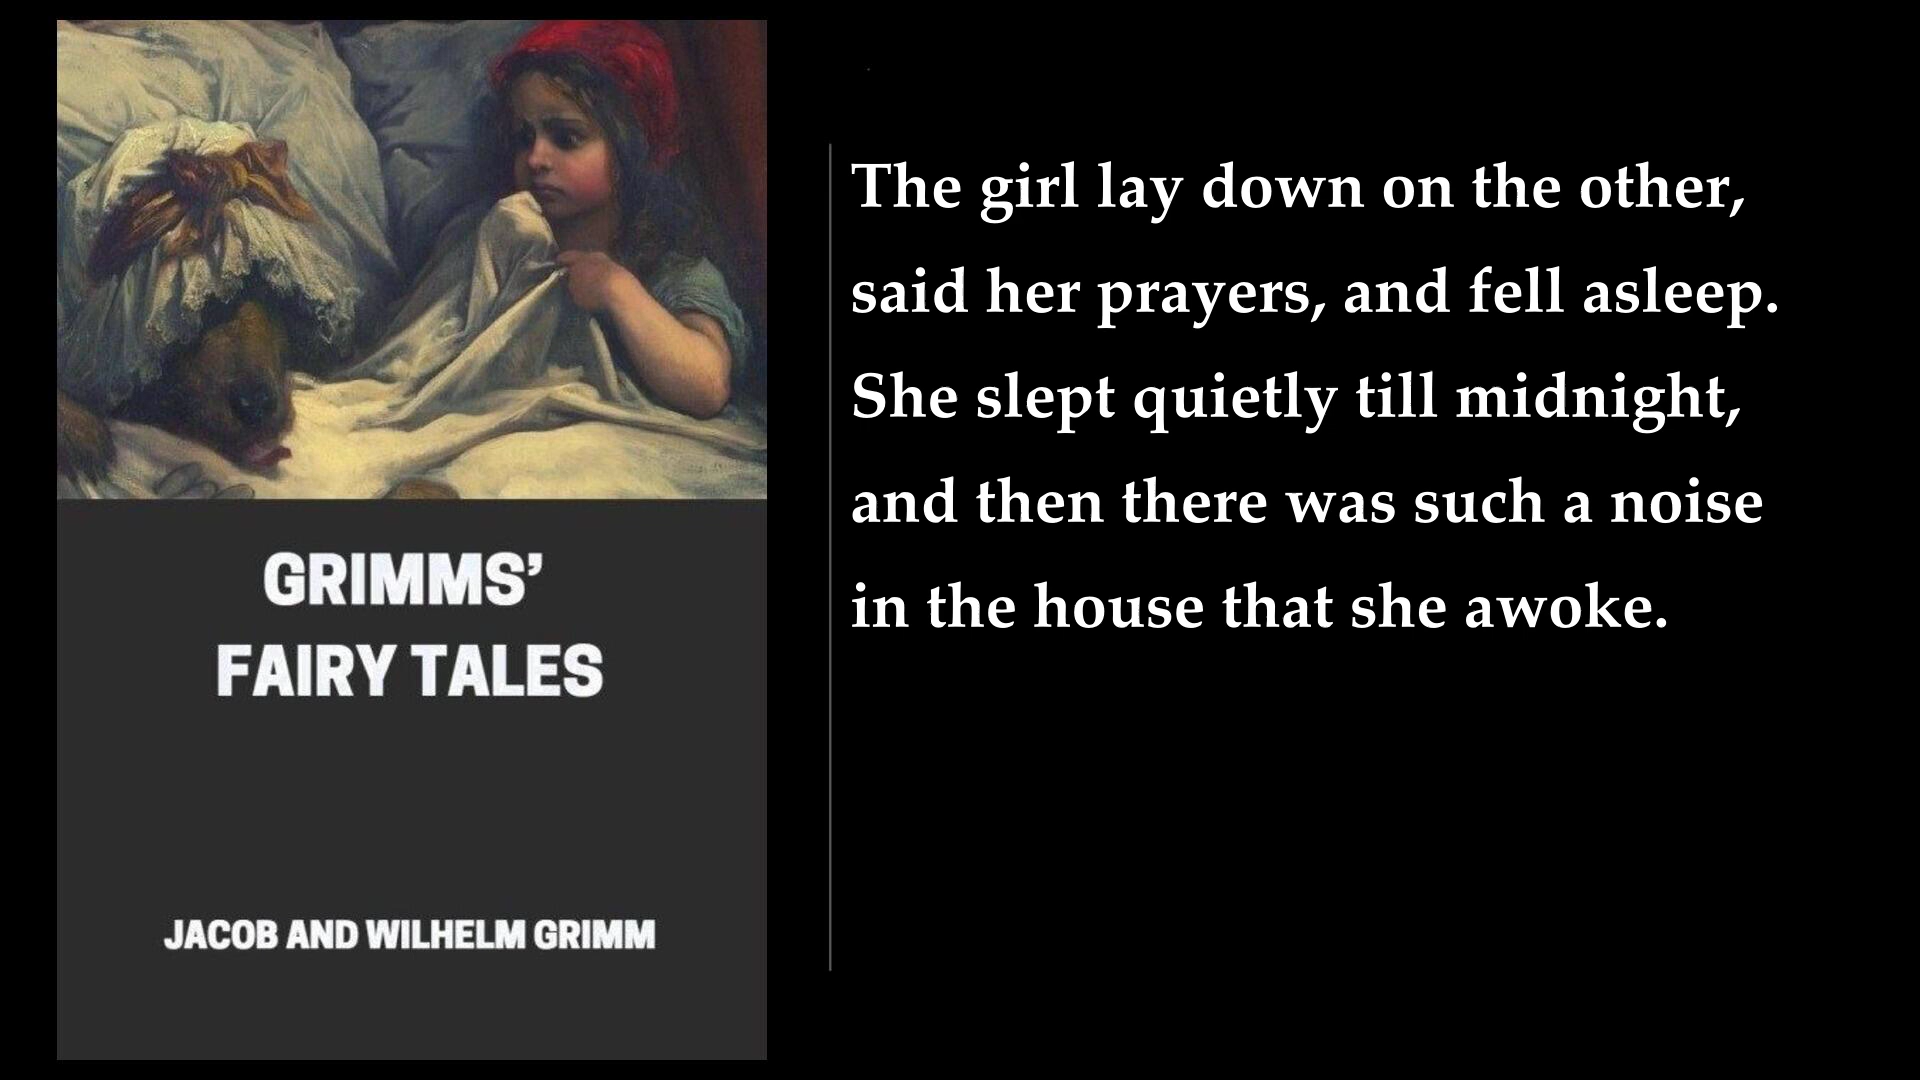 GRIMMS’
FAIRY TALES
JACOB AND WILHELM GRIMM
The girl lay down on the other,
said her prayers, and fell asleep.
She slept quietly till midnight,
and then there was such a noise
in the house that she awoke.